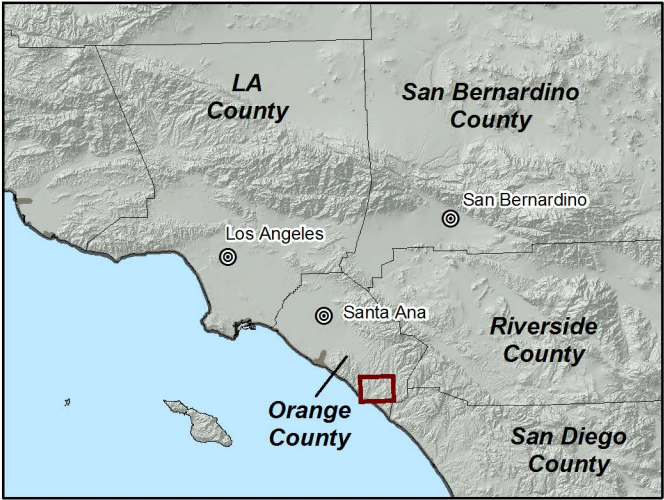 LA
County
San Bernardino
County
San Bernardino
Los Angeles
Santa Ana
Riverside
County
Orange
County
San Diego
County